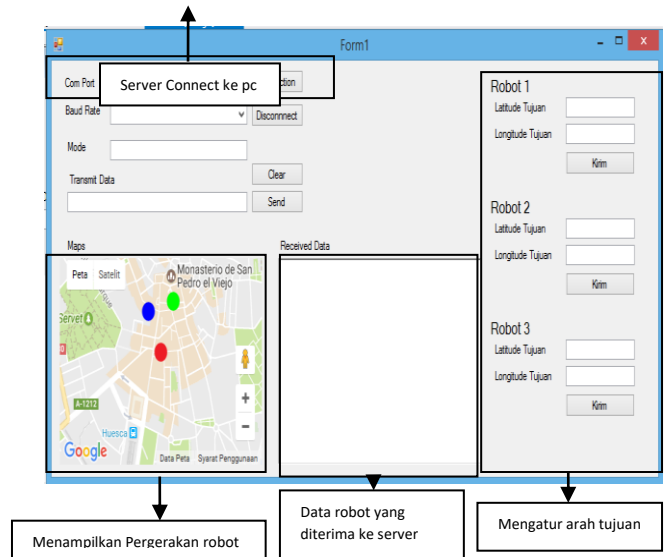 Form1
Com Port
Server Connect ke pc
Baud Rate
Disconnnect
Mode
Transmit Data
Clear
Send
Maps
Received Data
Peta Satelit
Monasterio de San
Pedro el Viejo
Servet
A-1212
Huesca
Google
Data Peta Syarat Penggunaan
Robot 1
Latitude Tujuan
Longitude Tujuan
Kirim
Robot 2
Latitude Tujuan
Longitude Tujuan
Kirim
Robot 3
Latitude Tujuan
Longitude Tujuan
Kirim
Menampilkan Pergerakan robot
Data robot yang
diterima ke server
Mengatur arah tujuan